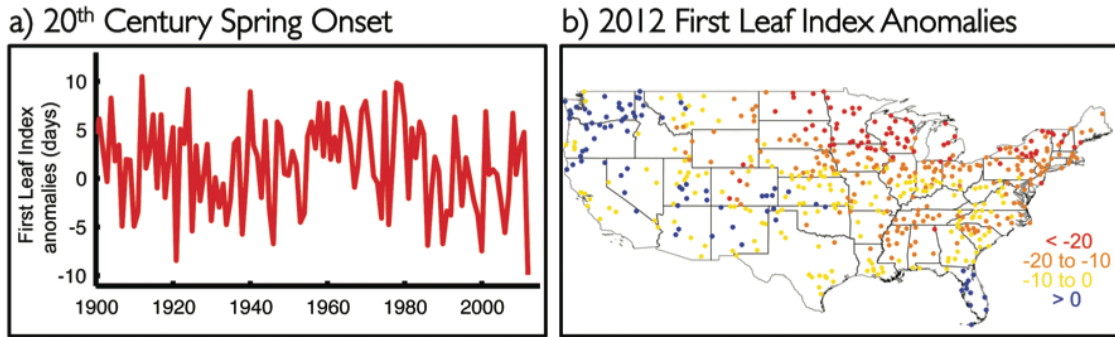 a) 20th Century Spring Onset
First Leaf Index
anomalies (days)
10
5
0
-5
-10
1900 1920 1940 1960 1980 2000
b) 2012 First Leaf Index Anomalies
< -20
-20 to -10
-10 to 0
> 0